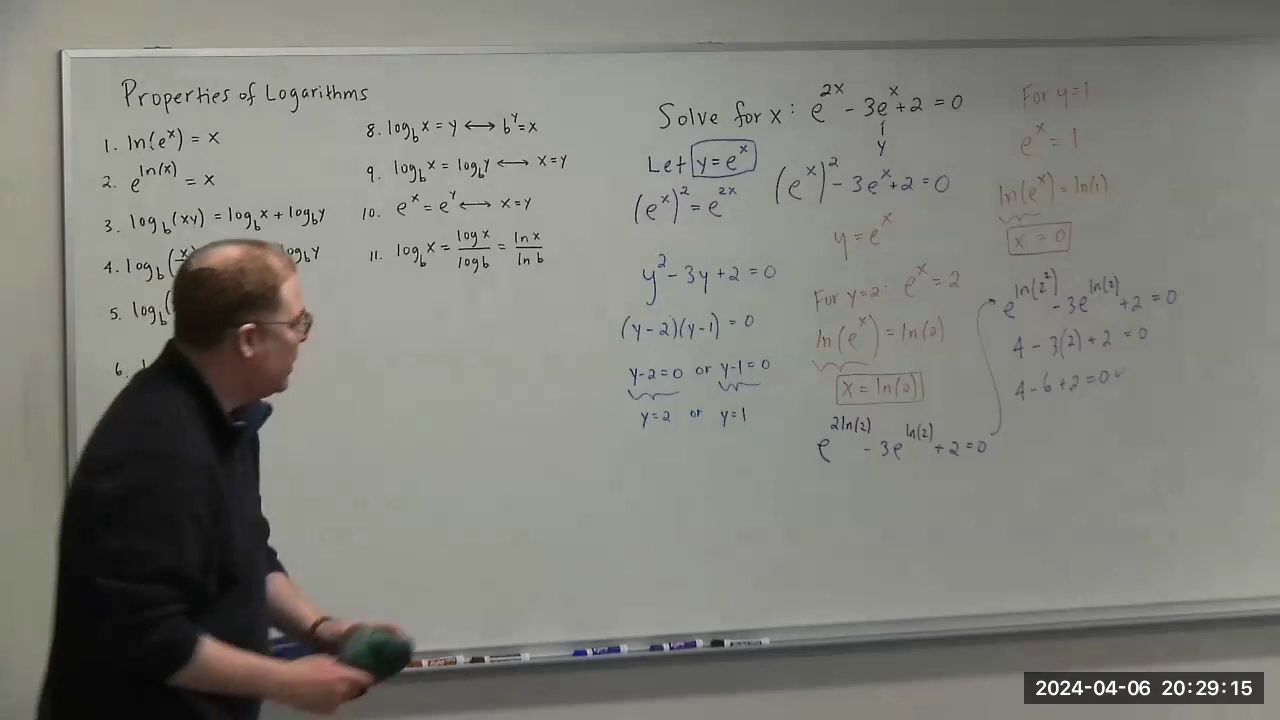 Properties of Logarithms
1. ln(e^x) = x
2. e^ln(x) = x
3. log_b(xy) = log_b x + log_b y
4. log_b(x log_b y
5. log_b(
6.
8. log_b x = y ⟷ b^y = x
9. log_b x = log_b y ⟷ x = y
10. e^x = e^y ⟷ x = y
11. log_b x = log x / log b = ln x / ln b
Solve for x: e^2x - 3e^x + 2 = 0
y
Let y = e^x
(e^x)^2 = e^2x
(e^x)^2 - 3e^x + 2 = 0
y = e^x
y^2 - 3y + 2 = 0
(y-2)(y-1) = 0
y-2 = 0 or y-1 = 0
y = 2 or y = 1
For y = 2: e^x = 2
ln(e^x) = ln(2)
x = ln(2)
e^2ln(2) - 3e^ln(2) + 2 = 0
For y = 1
e^x = 1
ln(e^x) = ln(1)
x = 0
e^ln(2^2) - 3e^ln(2) + 2 = 0
4 - 3(2) + 2 = 0
4 - 6 + 2 = 0 ✓
2024-04-06 20:29:15